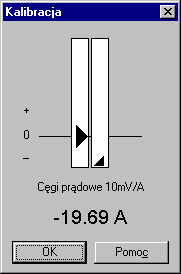 Kalibracja
+
0
–
Cęgi prądowe 10mV/A
-19.69 A
OK
Pomoc